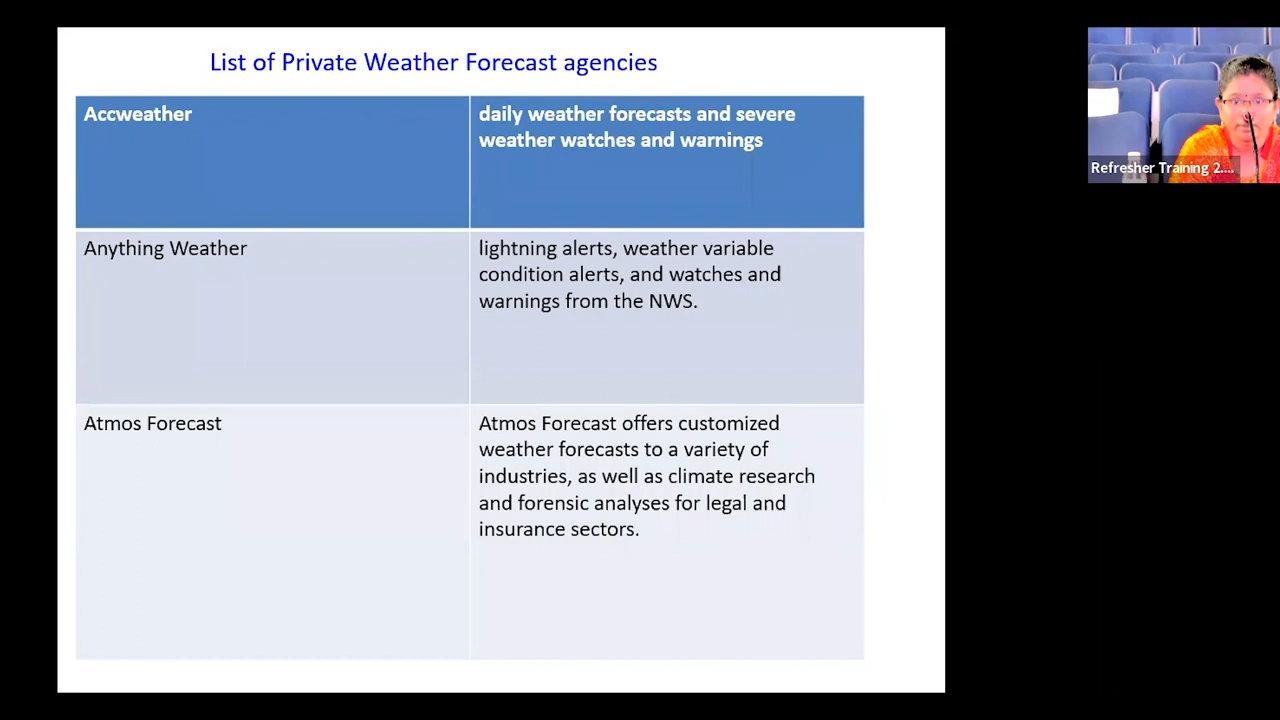 List of Private Weather Forecast agencies
Accweather
daily weather forecasts and severe
weather watches and warnings
Anything Weather
lightning alerts, weather variable
condition alerts, and watches and
warnings from the NWS.
Atmos Forecast
Atmos Forecast offers customized
weather forecasts to a variety of
industries, as well as climate research
and forensic analyses for legal and
insurance sectors.
Refresher Training 2....